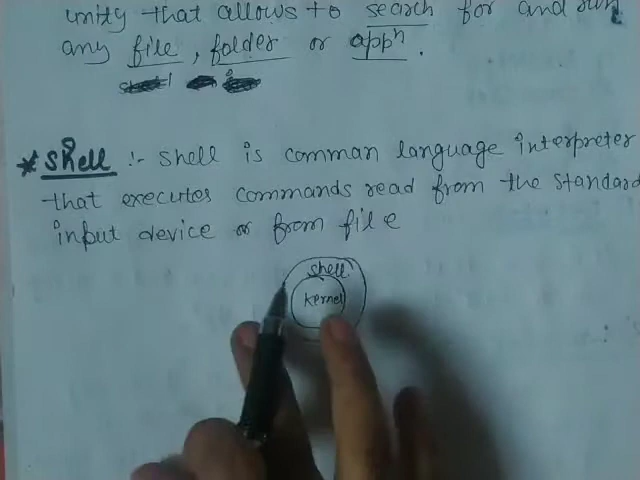 unity that allows to search for and run
any file, folder or appⁿ.
*Shell :- shell is comman language interpreter
that executes commands read from the standard
input device or from file
shell
kernel